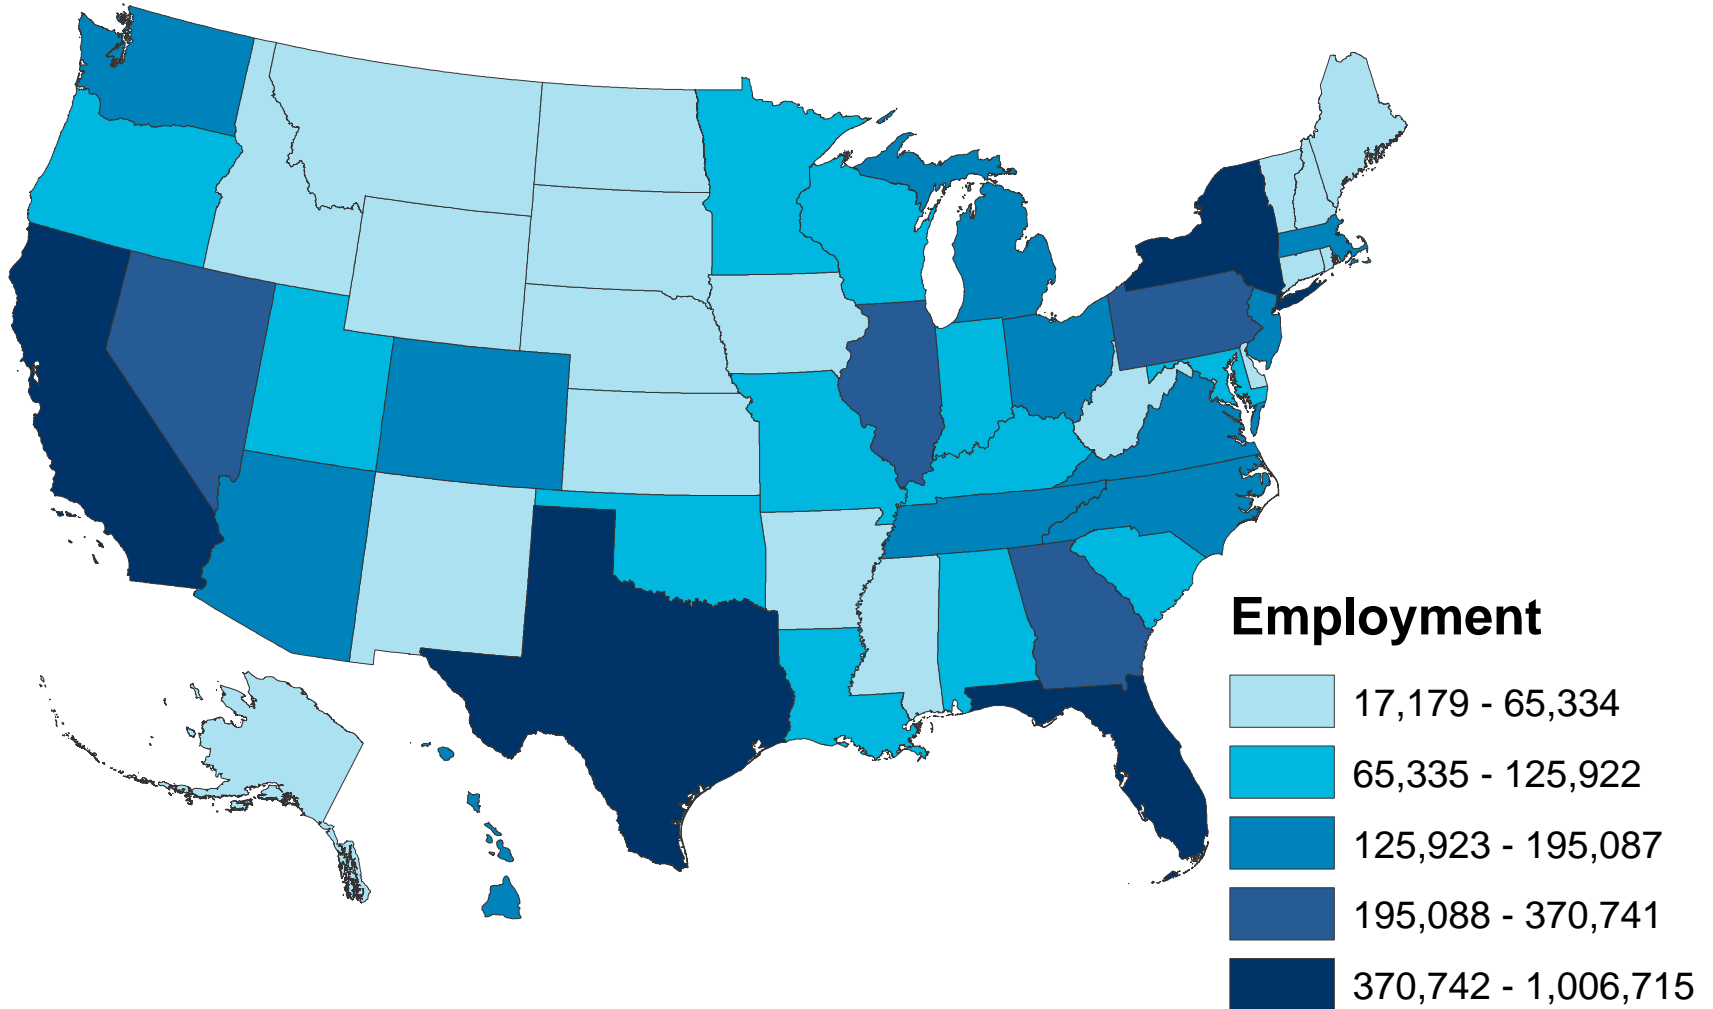 Employment
17,179 - 65,334
65,335 - 125,922
125,923 - 195,087
195,088 - 370,741
370,742 - 1,006,715